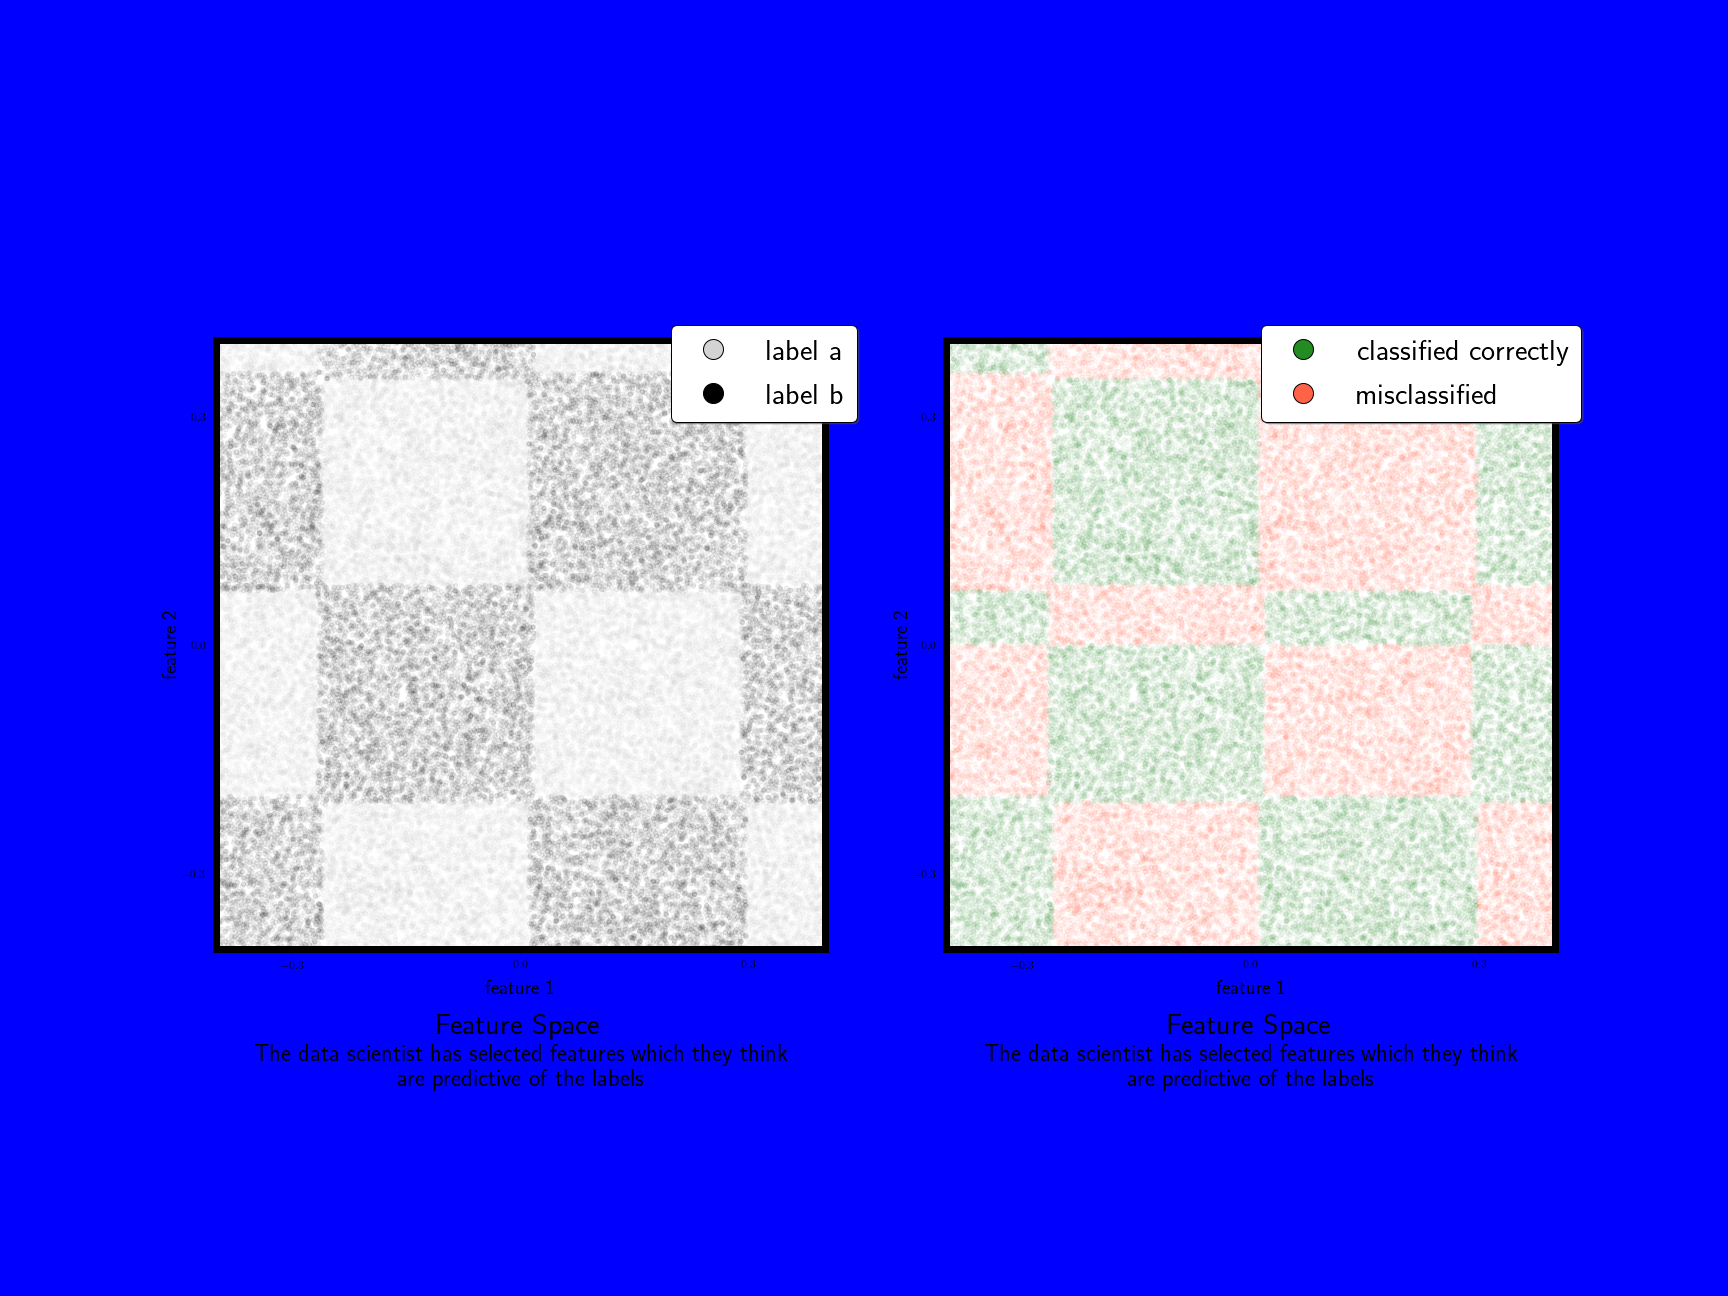 label a
label b
classified correctly
misclassified
0.3
0.0
−0.3
feature 2
−0.3
0.0
0.3
feature 1
Feature Space
The data scientist has selected features which they think
are predictive of the labels
0.3
0.0
−0.3
feature 2
−0.3
0.0
0.3
feature 1
Feature Space
The data scientist has selected features which they think
are predictive of the labels